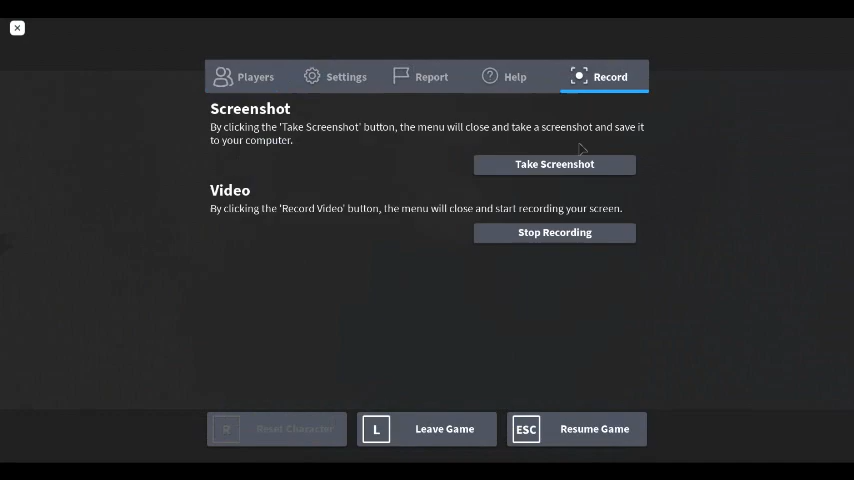 Players Settings Report Help Record
Screenshot
By clicking the 'Take Screenshot' button, the menu will close and take a screenshot and save it
to your computer.
Take Screenshot
Video
By clicking the 'Record Video' button, the menu will close and start recording your screen.
Stop Recording
R Reset Character L Leave Game ESC Resume Game